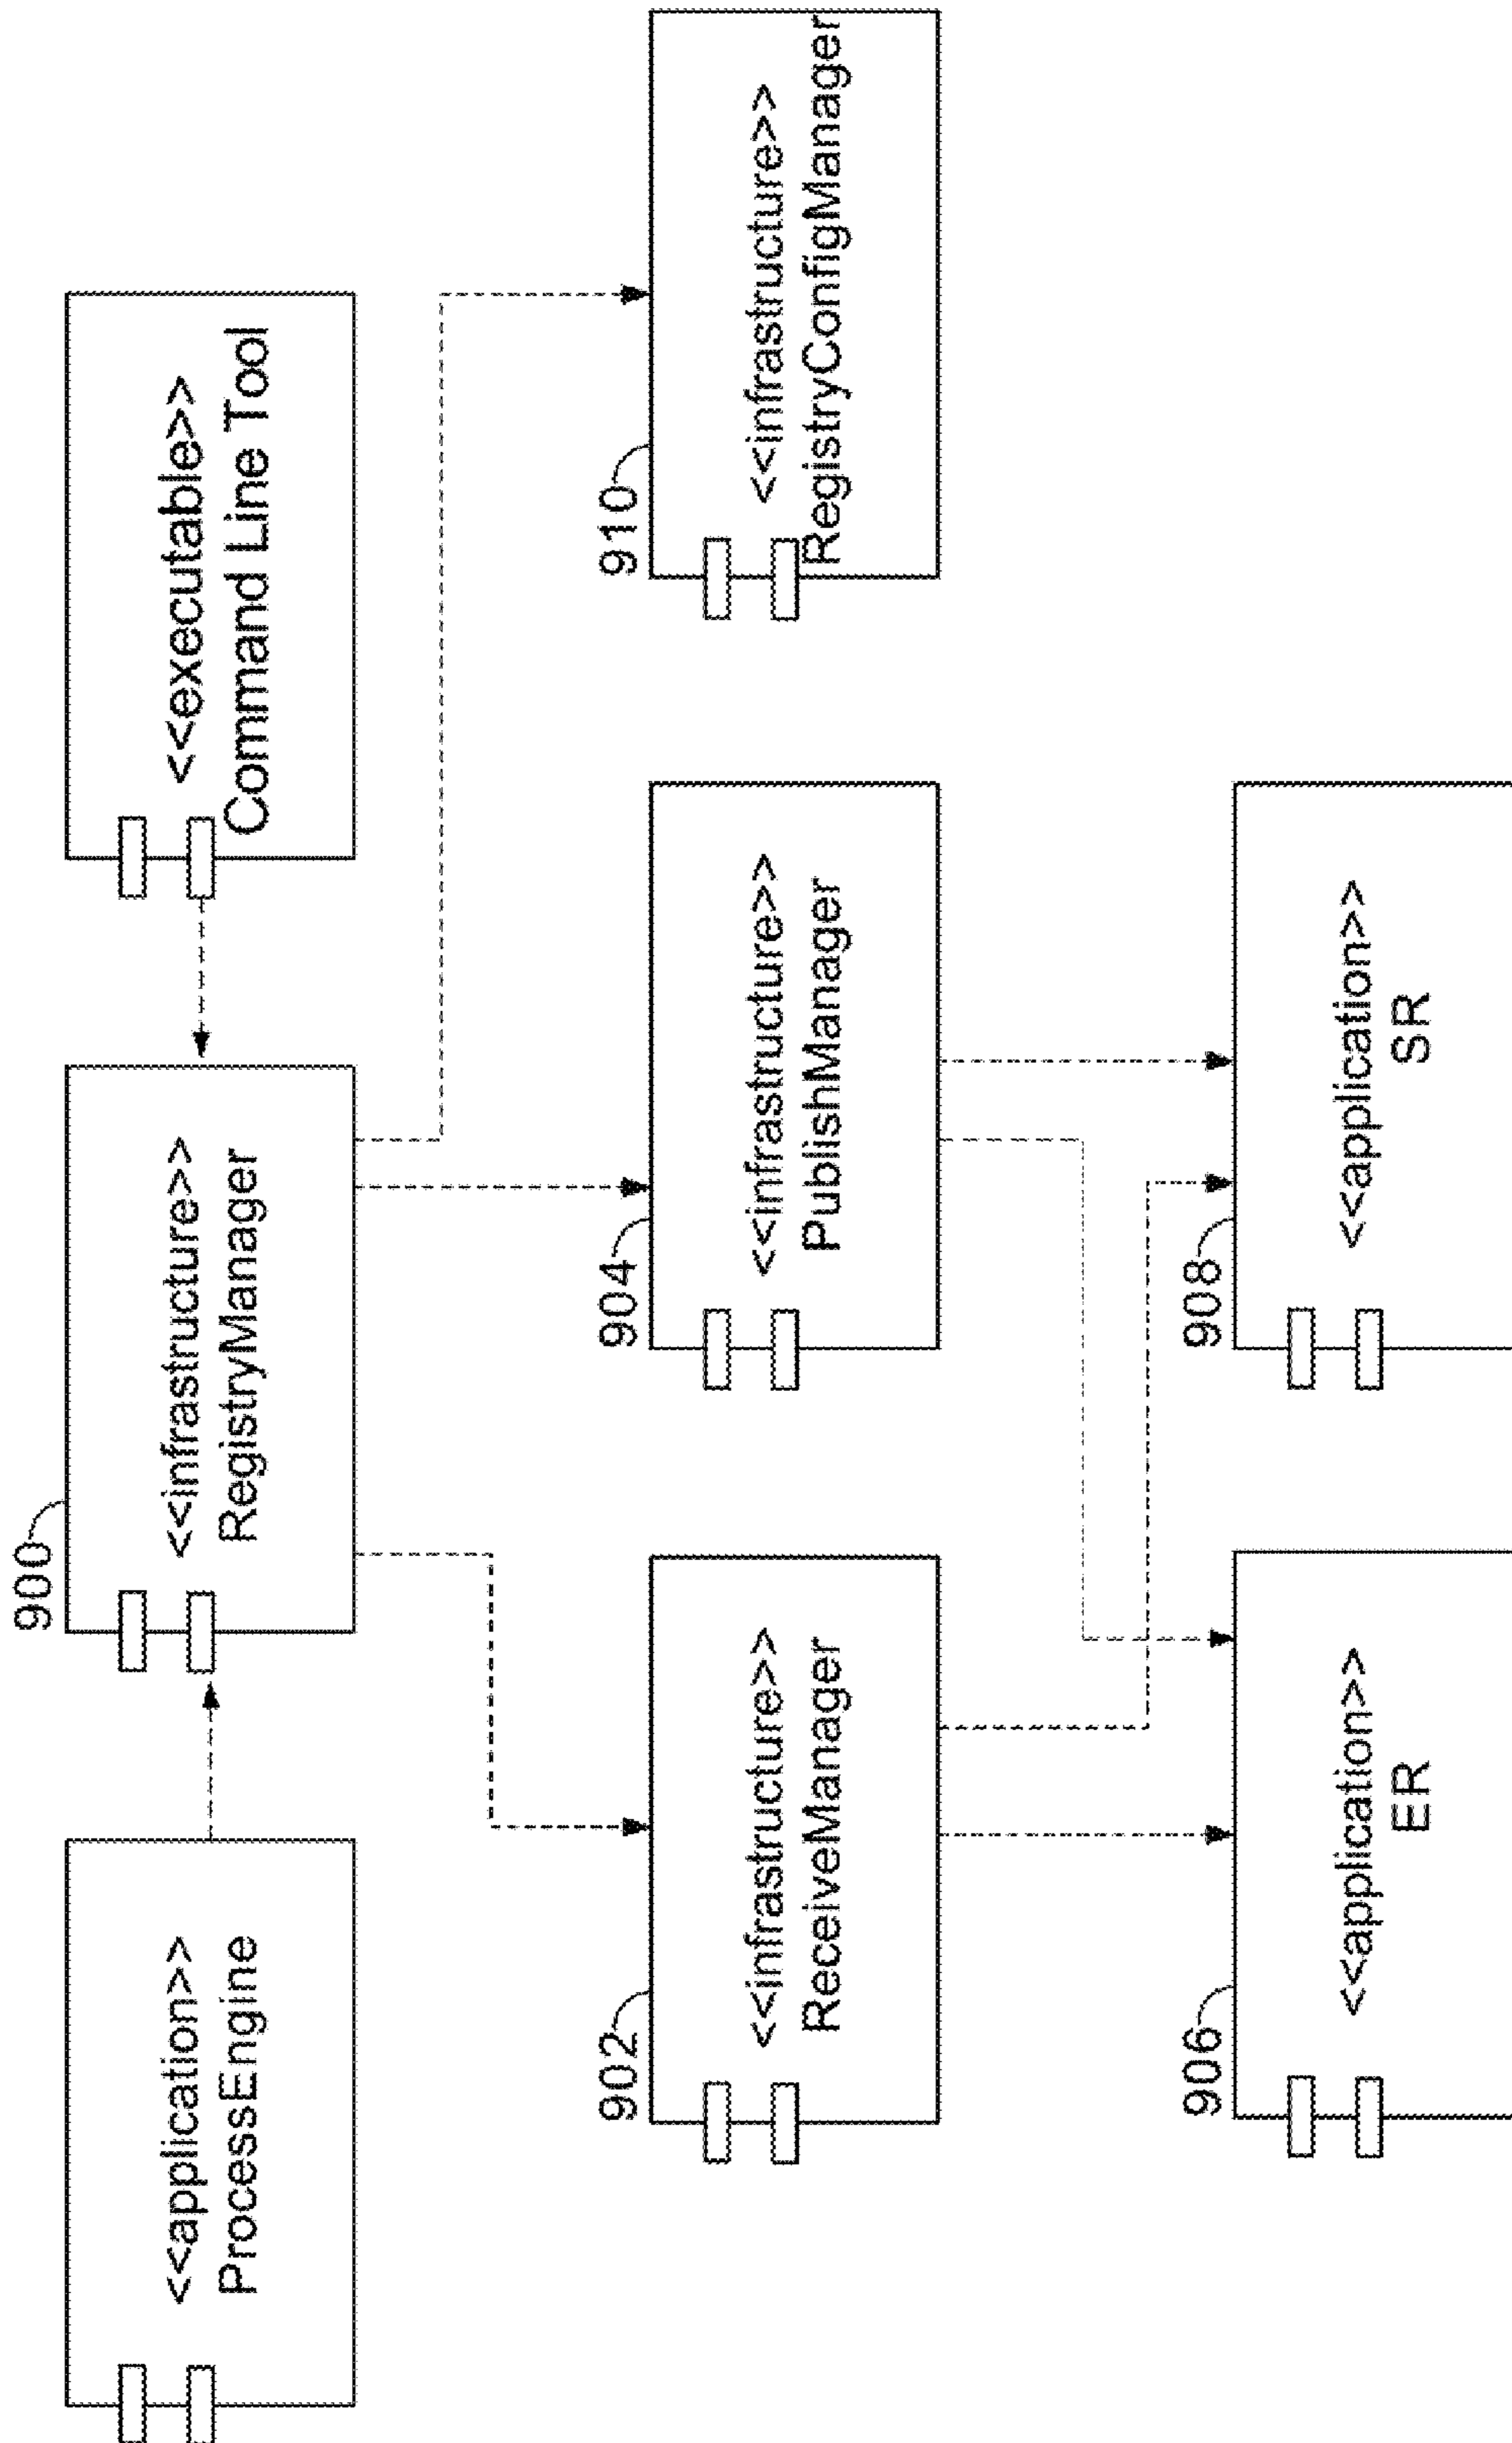 <<application>>
ProcessEngine
900
<<infrastructure>>
RegistryManager
<<executable>>
Command Line Tool
902
<<infrastructure>>
ReceiveManager
904
<<infrastructure>>
PublishManager
910
<<infrastructure>>
RegistryConfigManager
906
<<application>>
ER
908
<<application>>
SR